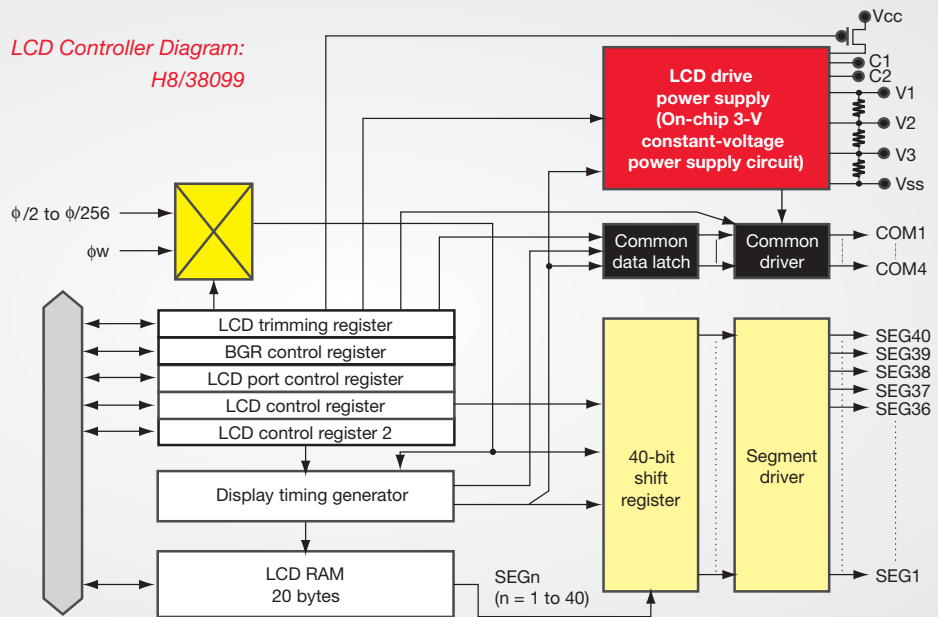 LCD Controller Diagram:
H8/38099
Vcc
C1
C2
V1
V2
V3
Vss
LCD drive
power supply
(On-chip 3-V
constant-voltage
power supply circuit)
ϕ/2 to ϕ/256
ϕw
Common
data latch
Common
driver
COM1
COM4
LCD trimming register
BGR control register
LCD port control register
LCD control register
LCD control register 2
Display timing generator
LCD RAM
20 bytes
SEGn
(n = 1 to 40)
40-bit
shift
register
Segment
driver
SEG40
SEG39
SEG38
SEG37
SEG36
SEG1